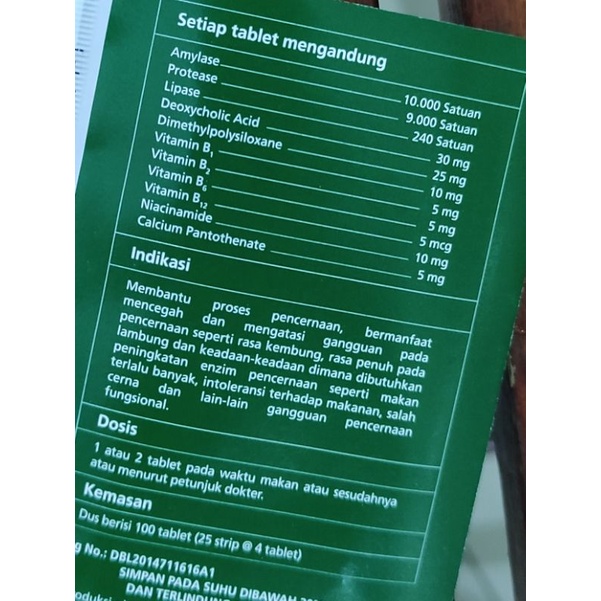 Setiap tablet mengandung
Amylase 10.000 Satuan
Protease 9.000 Satuan
Lipase 240 Satuan
Deoxycholic Acid 30 mg
Dimethylpolysiloxane 25 mg
Vitamin B1 10 mg
Vitamin B2 5 mg
Vitamin B6 5 mg
Vitamin B12 5 mcg
Niacinamide 10 mg
Calcium Pantothenate 5 mg
Indikasi
Membantu proses pencernaan, bermanfaat
mencegah dan mengatasi gangguan pada
pencernaan seperti rasa kembung, rasa penuh pada
lambung dan keadaan-keadaan dimana dibutuhkan
peningkatan enzim pencernaan seperti makan
terlalu banyak, intoleransi terhadap makanan, salah
cerna dan lain-lain gangguan pencernaan
fungsional.
Dosis
1 atau 2 tablet pada waktu makan atau sesudahnya
atau menurut petunjuk dokter.
Kemasan
Dus berisi 100 tablet (25 strip @ 4 tablet)
g No.: DBL2014711616A1
SIMPAN PADA SUHU DIBAWAH
DAN TERLINDUNG